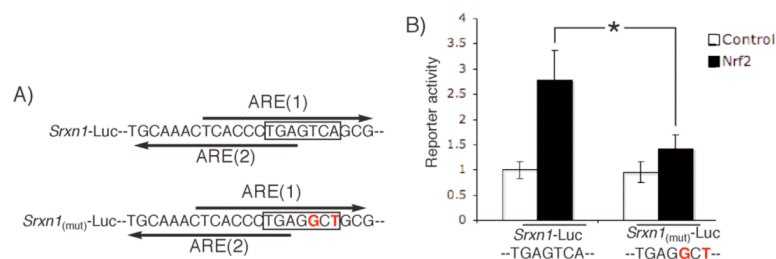 A)
ARE(1)
Srxn1-Luc--TGCAAACTCACCCTGAGTCAGCG--
ARE(2)
ARE(1)
Srxn1(mut)-Luc--TGCAAACTCACCCTGAGGCTGCG--
ARE(2)
B)
Reporter activity
4
3.5
3
2.5
2
1.5
1
0.5
0
*
Control
Nrf2
Srxn1-Luc
--TGAGTCA--
Srxn1(mut)-Luc
--TGAGGCT--